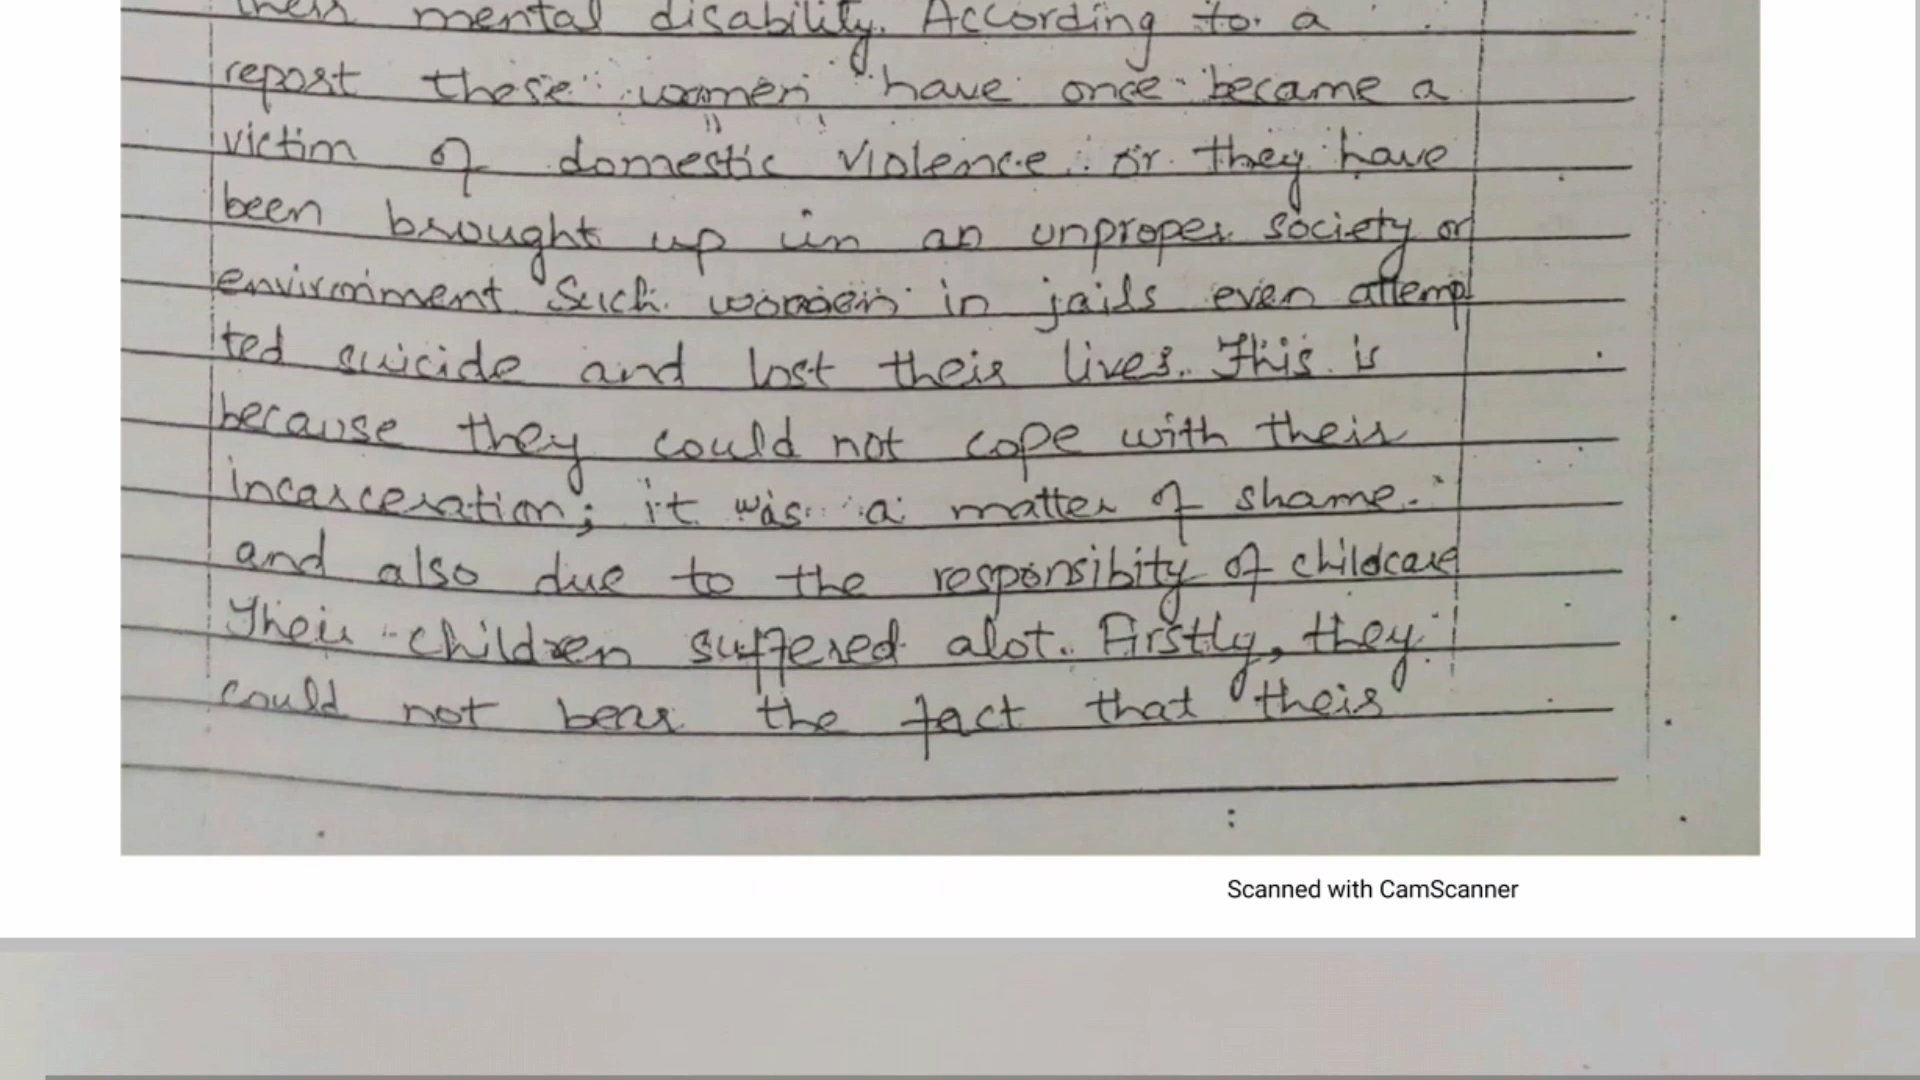 their mental disability. According to a
report these women have once became a
victim of domestic violence or they have
been brought up in an unproper society or
environment Such women in jails even attemp
ted suicide and lost their lives. This is
because they could not cope with their
incarceration; it was a matter of shame.
and also due to the responsibity of childcare
Their children suffered alot. Firstly, they
could not bear the fact that their
Scanned with CamScanner